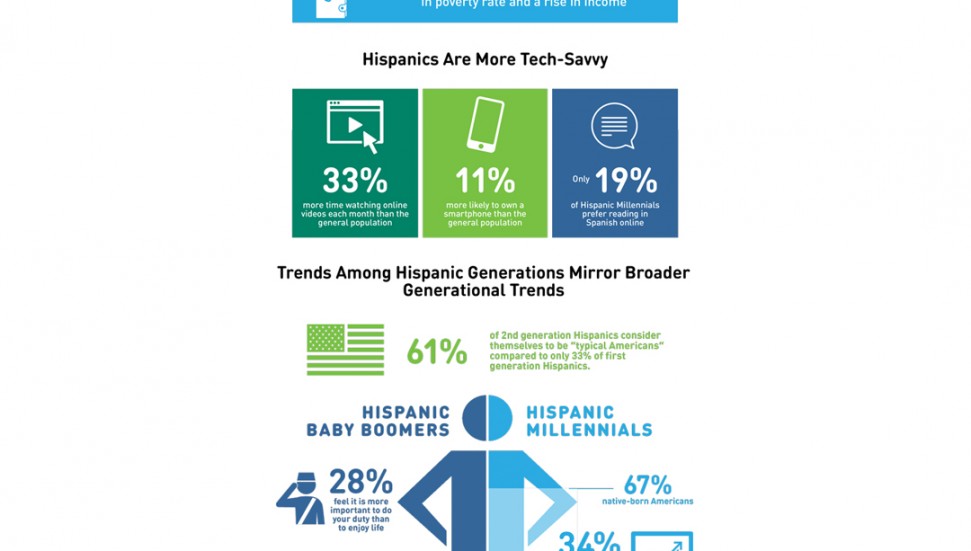 in poverty rate and a rise in income
Hispanics Are More Tech-Savvy
33%
more time watching online
videos each month than the
general population
11%
more likely to own a
smartphone than the
general population
Only 19%
of Hispanic Millennials
prefer reading in
Spanish online
Trends Among Hispanic Generations Mirror Broader
Generational Trends
61%
of 2nd generation Hispanics consider
themselves to be "typical Americans"
compared to only 33% of first
generation Hispanics.
HISPANIC
BABY BOOMERS
HISPANIC
MILLENNIALS
28%
feel it is more
important to do
your duty than
to enjoy life
67%
native-born Americans
34%